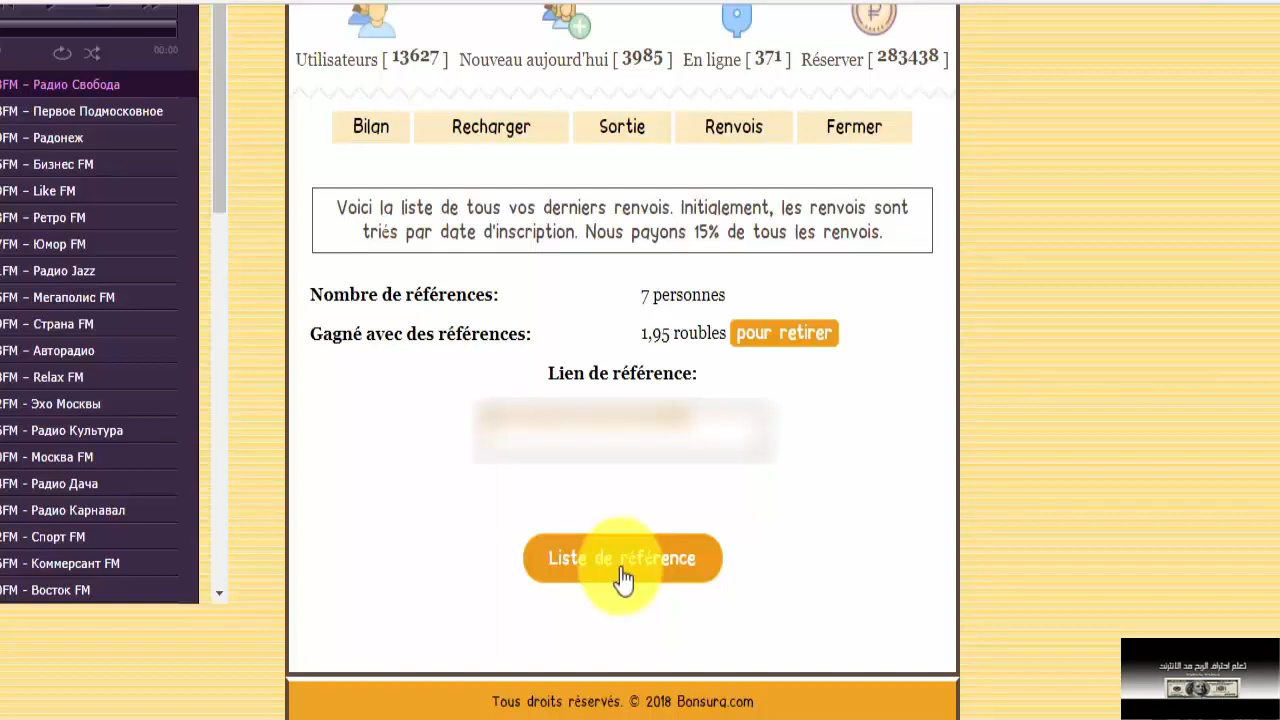 00:00
FM – Радио Свобода
FM – Первое Подмосковное
FM – Радонеж
FM – Бизнес FM
FM – Like FM
FM – Ретро FM
FM – Юмор FM
FM – Радио Jazz
FM – Мегаполис FM
FM – Страна FM
FM – Авторадио
FM – Relax FM
FM – Эхо Москвы
FM – Радио Культура
FM – Москва FM
FM – Радио Дача
FM – Радио Карнавал
FM – Спорт FM
FM – Коммерсант FM
FM – Восток FM
Utilisateurs [ 13627 ] Nouveau aujourd'hui [ 3985 ] En ligne [ 371 ] Réserver [ 283438 ]
Bilan Recharger Sortie Renvois Fermer
Voici la liste de tous vos derniers renvois. Initialement, les renvois sont
triés par date d'inscription. Nous payons 15% de tous les renvois.
Nombre de références: 7 personnes
Gagné avec des références: 1,95 roubles pour retirer
Lien de référence:
Liste de référence
Tous droits réservés. © 2018 Bonsurq.com
تعلم احتراف الربح مد الانترنت